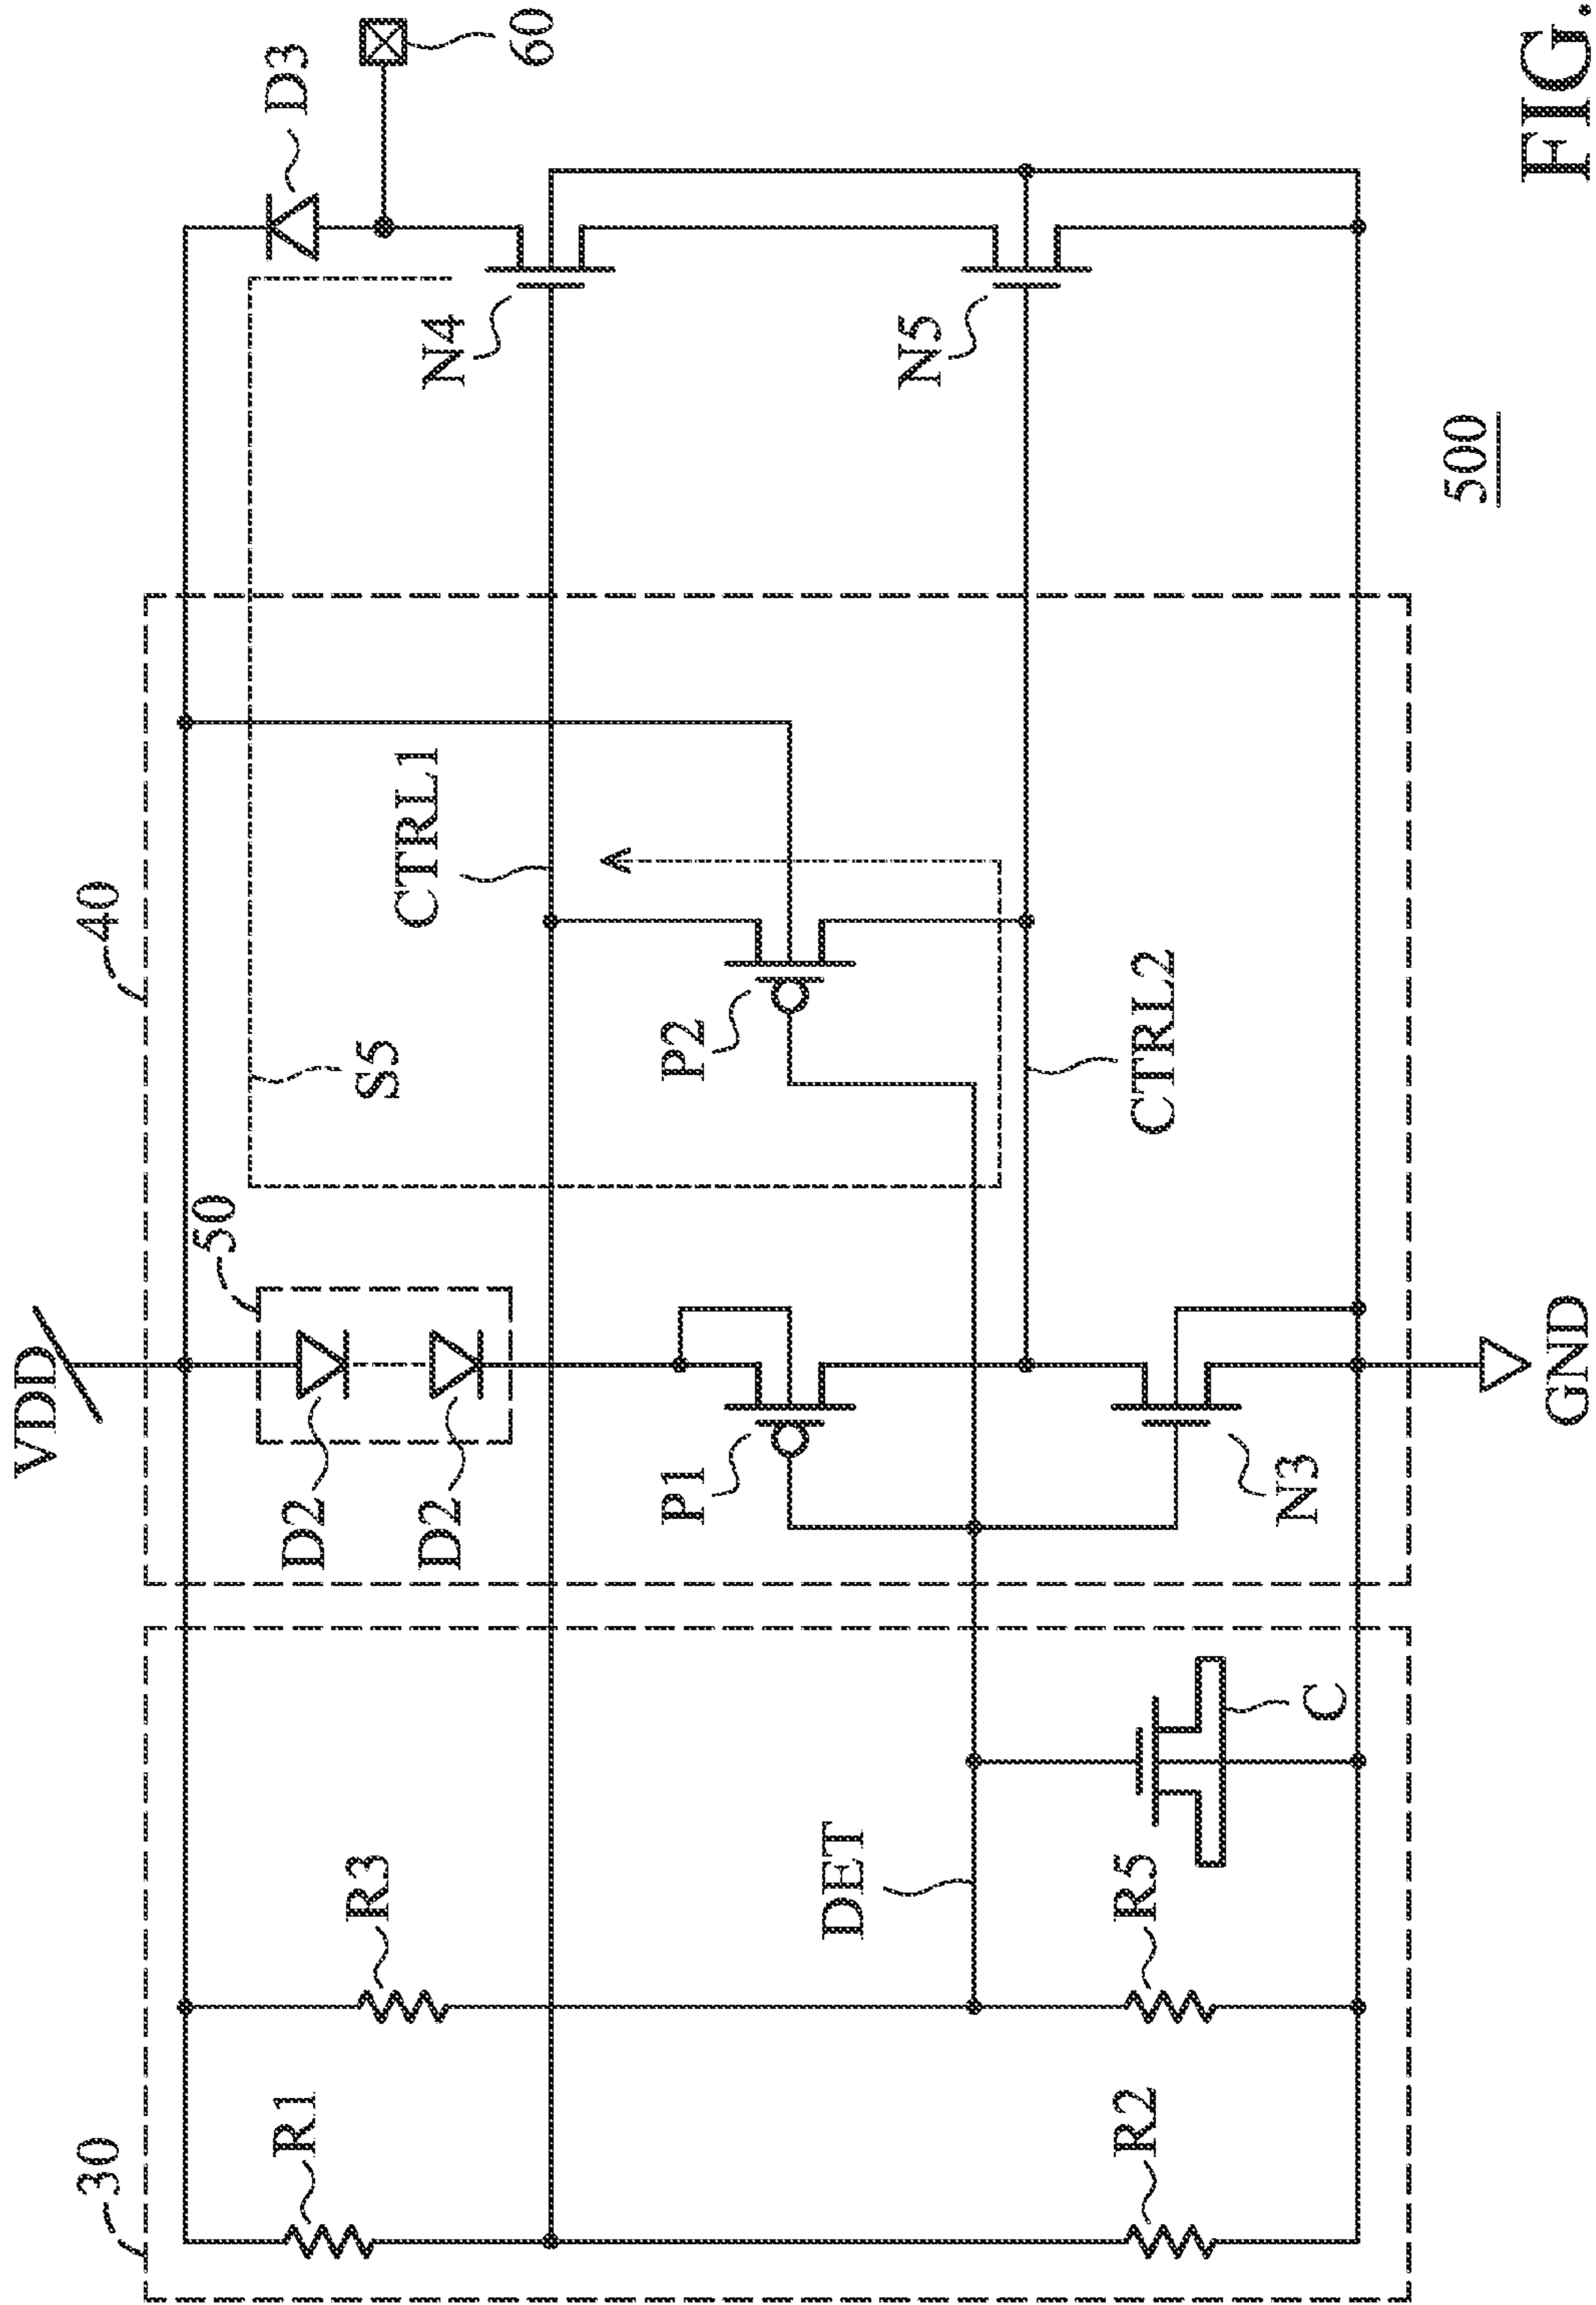 VDD
40
30
50
D3
60
D2
D2
R1
R3
S5
CTRL1
N4
P1
P2
DET
N5
R2
R5
C
N3
CTRL2
GND
500
FIG.